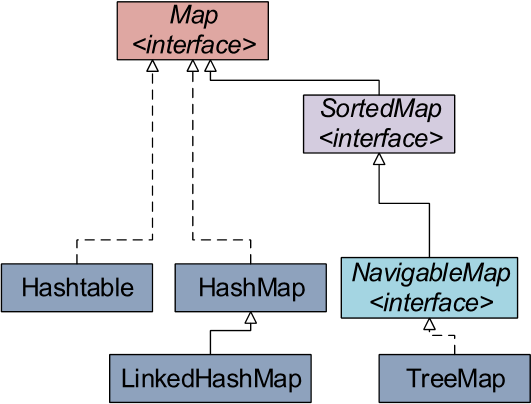 Map
<interface>
SortedMap
<interface>
Hashtable
HashMap
NavigableMap
<interface>
LinkedHashMap
TreeMap